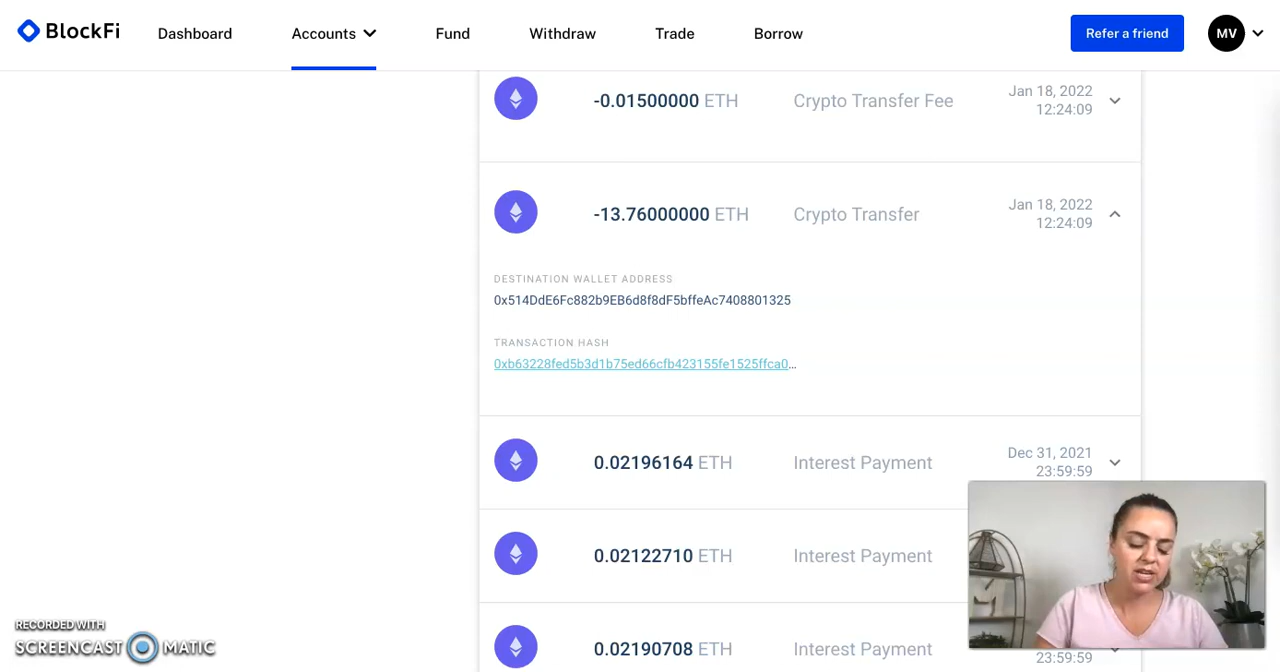 BlockFi Dashboard Accounts Fund Withdraw Trade Borrow Refer a friend MV
-0.01500000 ETH Crypto Transfer Fee Jan 18, 2022
12:24:09
-13.76000000 ETH Crypto Transfer Jan 18, 2022
12:24:09
DESTINATION WALLET ADDRESS
0x514DdE6Fc882b9EB6d8f8dF5bffeAc7408801325
TRANSACTION HASH
0xb63228fed5b3d1b75ed66cfb423155fe1525ffca0...
0.02196164 ETH Interest Payment Dec 31, 2021
23:59:59
0.02122710 ETH Interest Payment
0.02190708 ETH Interest Payment
23:59:59
RECORDED WITH
SCREENCAST MATIC